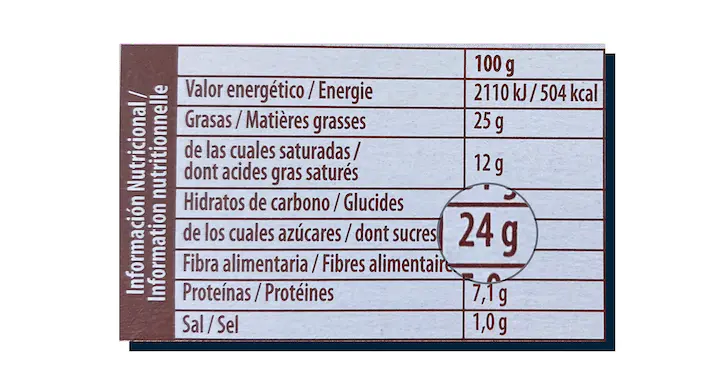 Información Nutricional /
Information nutritionnelle
100 g
Valor energético / Energie 2110 kJ / 504 kcal
Grasas / Matières grasses 25 g
de las cuales saturadas /
dont acides gras saturés 12 g
Hidratos de carbono / Glucides
de los cuales azúcares / dont sucres 24 g
Fibra alimentaria / Fibres
Proteínas / Protéines 7,1 g
Sal / Sel 1,0 g